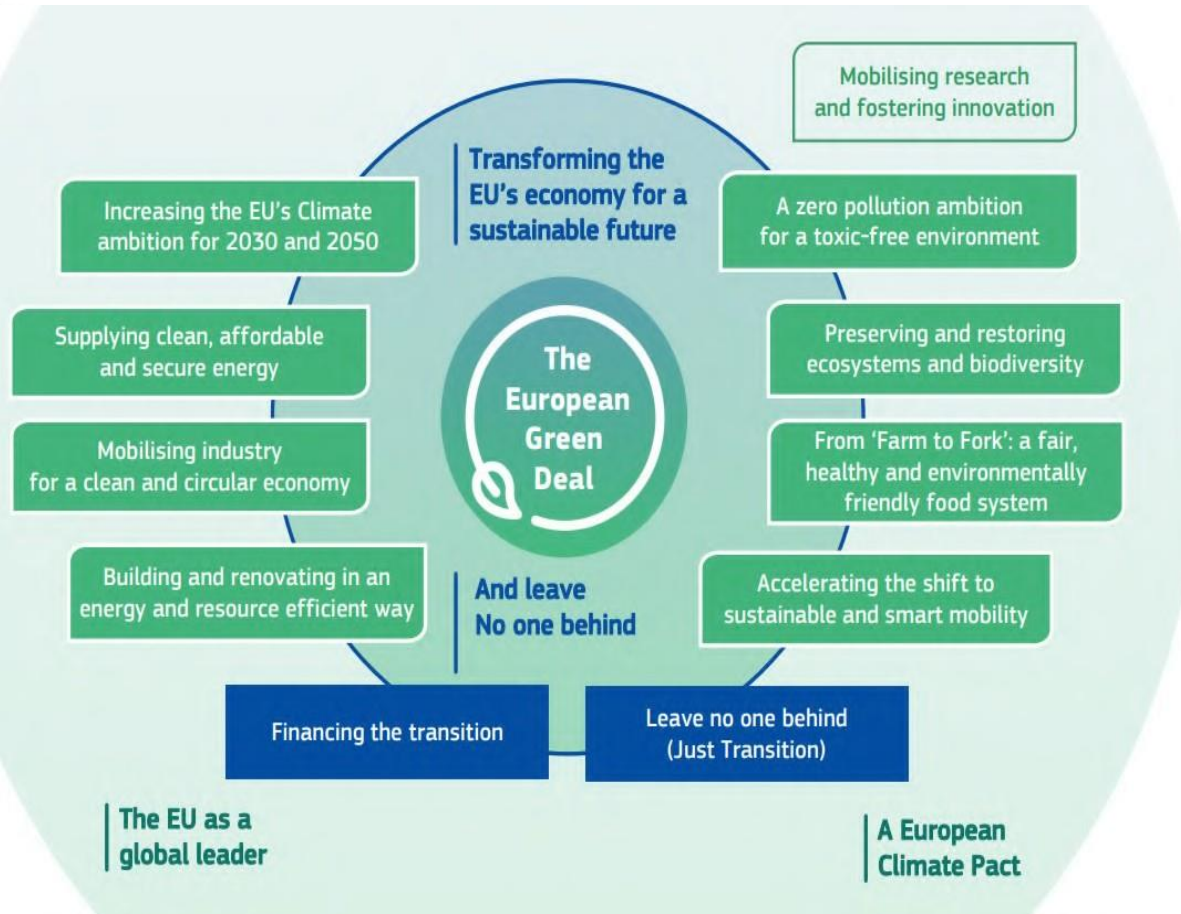 Mobilising research
and fostering innovation
Transforming the
EU's economy for a
sustainable future
Increasing the EU's Climate
ambition for 2030 and 2050
A zero pollution ambition
for a toxic-free environment
Supplying clean, affordable
and secure energy
Preserving and restoring
ecosystems and biodiversity
The
European
Green
Deal
Mobilising industry
for a clean and circular economy
From 'Farm to Fork': a fair,
healthy and environmentally
friendly food system
Building and renovating in an
energy and resource efficient way
And leave
No one behind
Accelerating the shift to
sustainable and smart mobility
Financing the transition
Leave no one behind
(Just Transition)
The EU as a
global leader
A European
Climate Pact